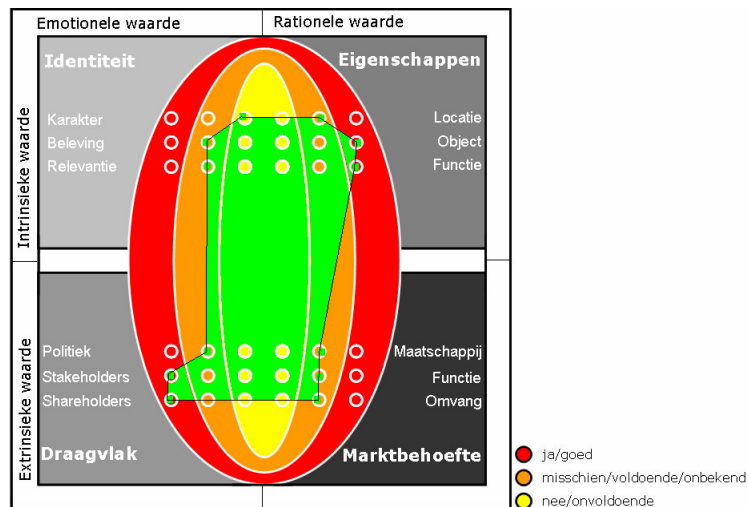 Emotionele waarde
Rationele waarde
Intrinsieke waarde
Identiteit
Eigenschappen
Karakter
Locatie
Beleving
Object
Relevantie
Functie
Extrinsieke waarde
Politiek
Maatschappij
Stakeholders
Functie
Shareholders
Omvang
Draagvlak
Marktbehoefte
ja/goed
misschien/voldoende/onbekend
nee/onvoldoende